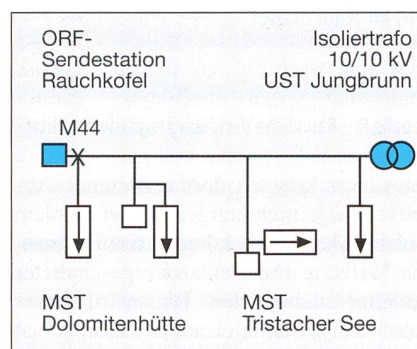 ORF-
Sendestation
Rauchkofel
Isoliertrafo
10/10 kV
UST Jungbrunn
M44
MST
Dolomitenhütte
MST
Tristacher See